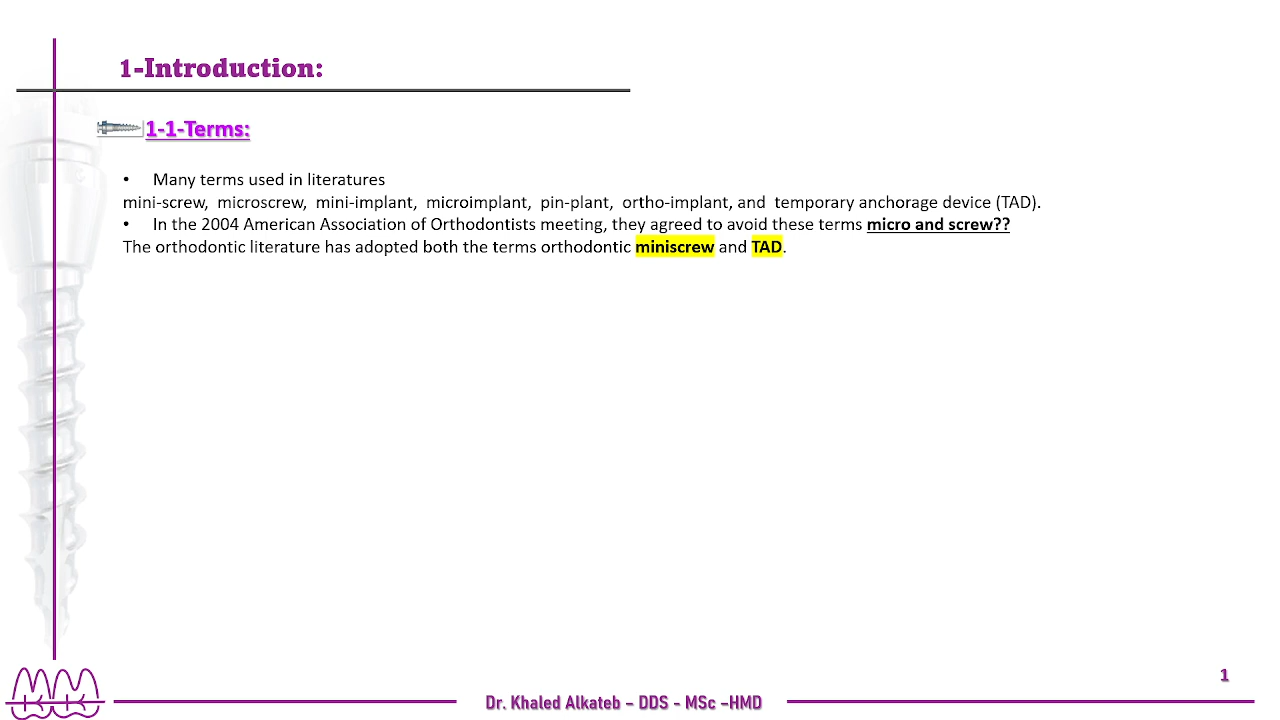 1-Introduction:
1-1-Terms:
• Many terms used in literatures
mini-screw, microscrew, mini-implant, microimplant, pin-plant, ortho-implant, and temporary anchorage device (TAD).
• In the 2004 American Association of Orthodontists meeting, they agreed to avoid these terms micro and screw??
The orthodontic literature has adopted both the terms orthodontic miniscrew and TAD.
1
Dr. Khaled Alkateb – DDS - MSc –HMD